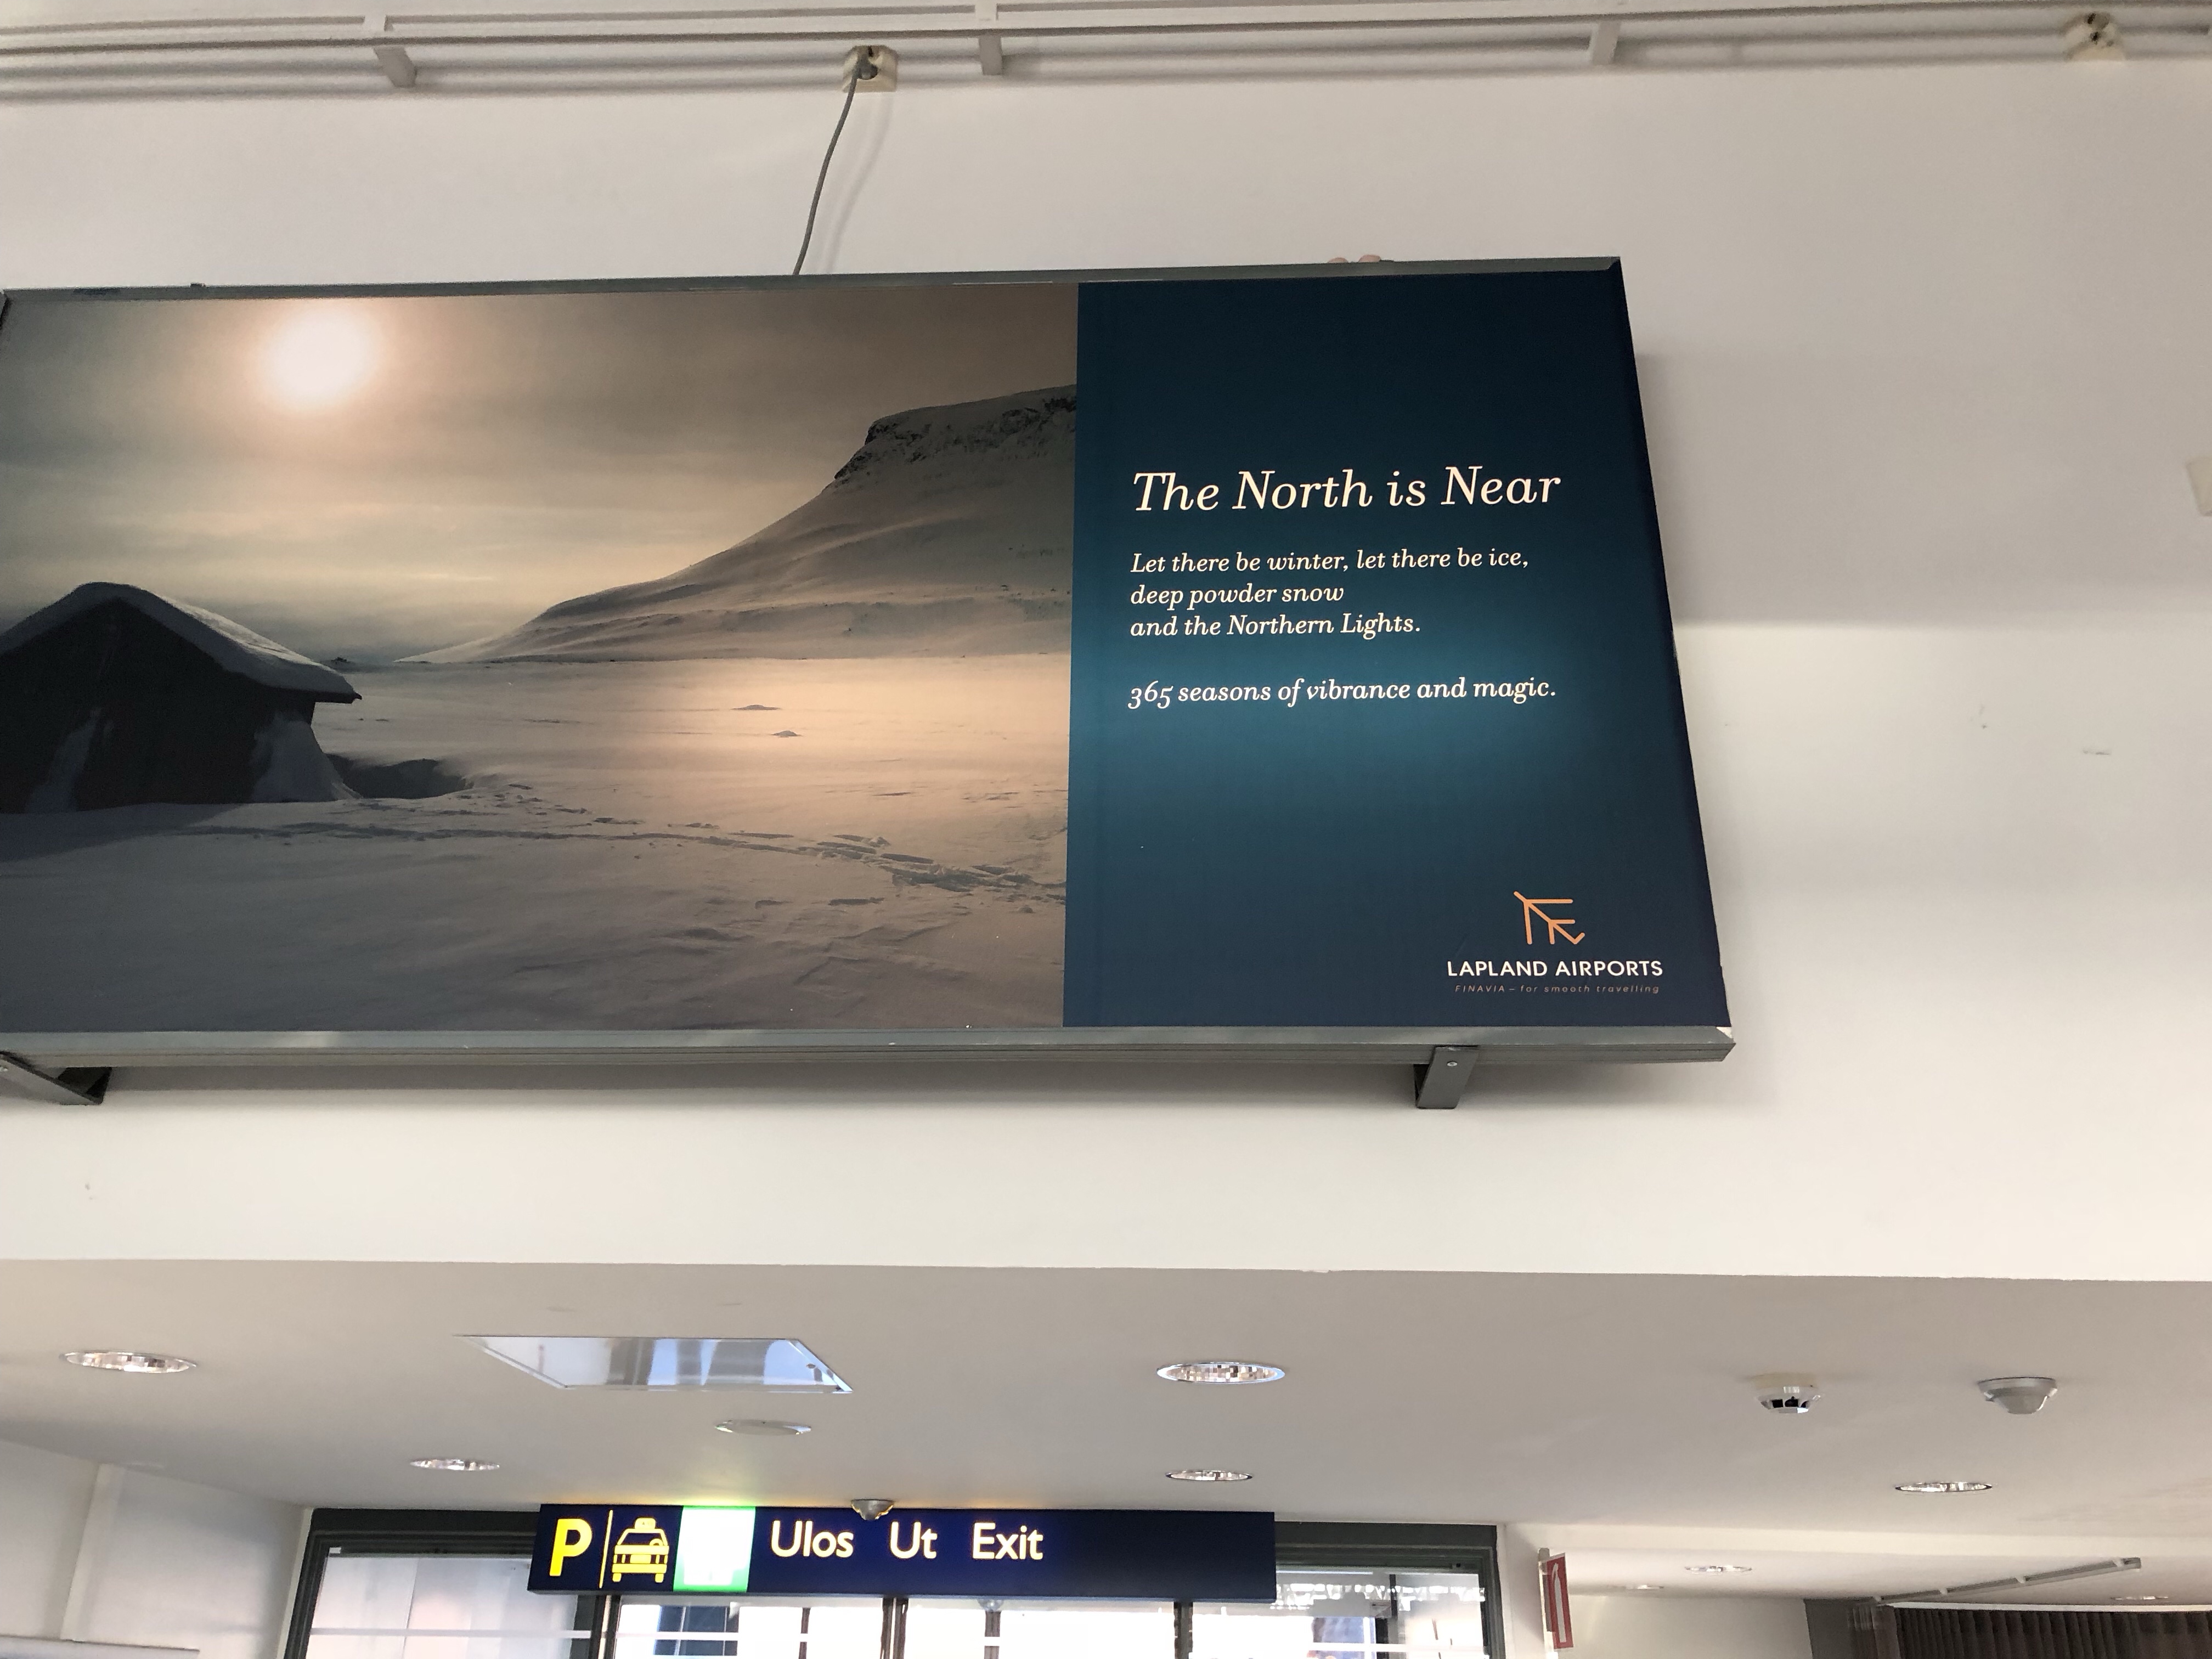 The North is Near
Let there be winter, let there be ice,
deep powder snow
and the Northern Lights.
365 seasons of vibrance and magic.
LAPLAND AIRPORTS
FINAVIA – for smooth travelling
P Ulos Ut Exit